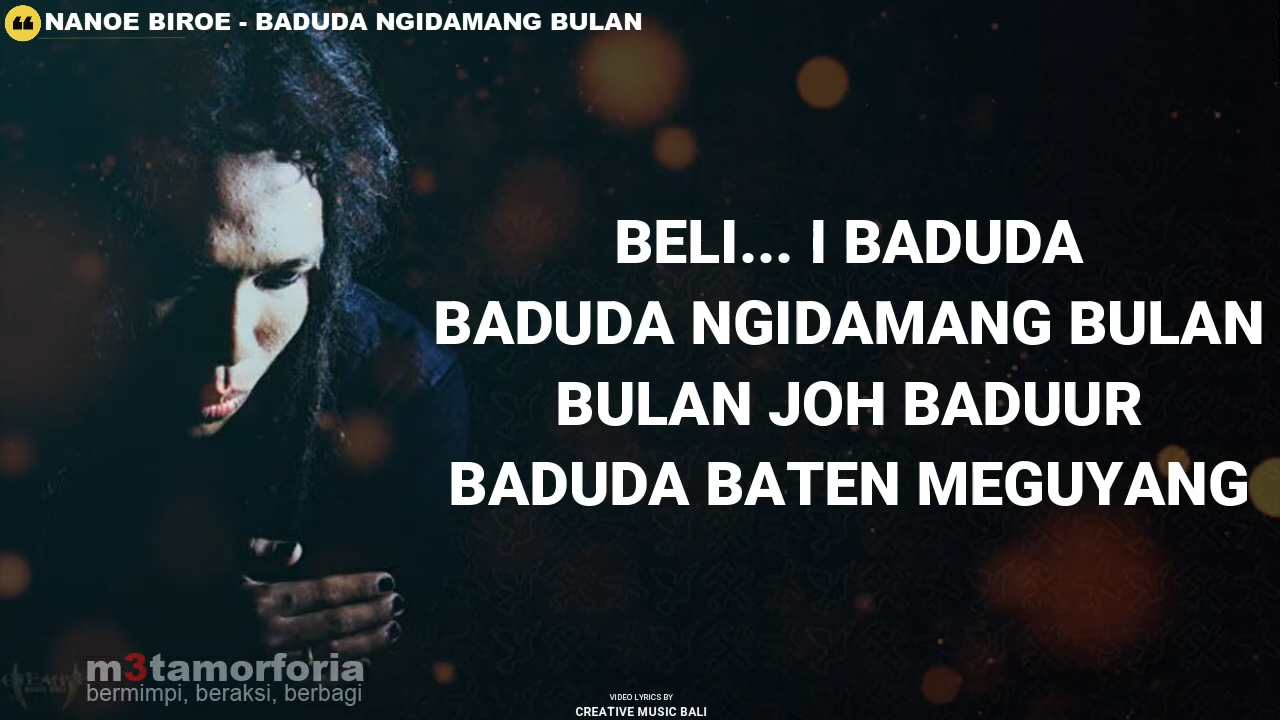 NANOE BIROE - BADUDA NGIDAMANG BULAN
BELI... I BADUDA
BADUDA NGIDAMANG BULAN
BULAN JOH BADUUR
BADUDA BATEN MEGUYANG
m3tamorforia
bermimpi, beraksi, berbagi
VIDEO LYRICS BY
CREATIVE MUSIC BALI